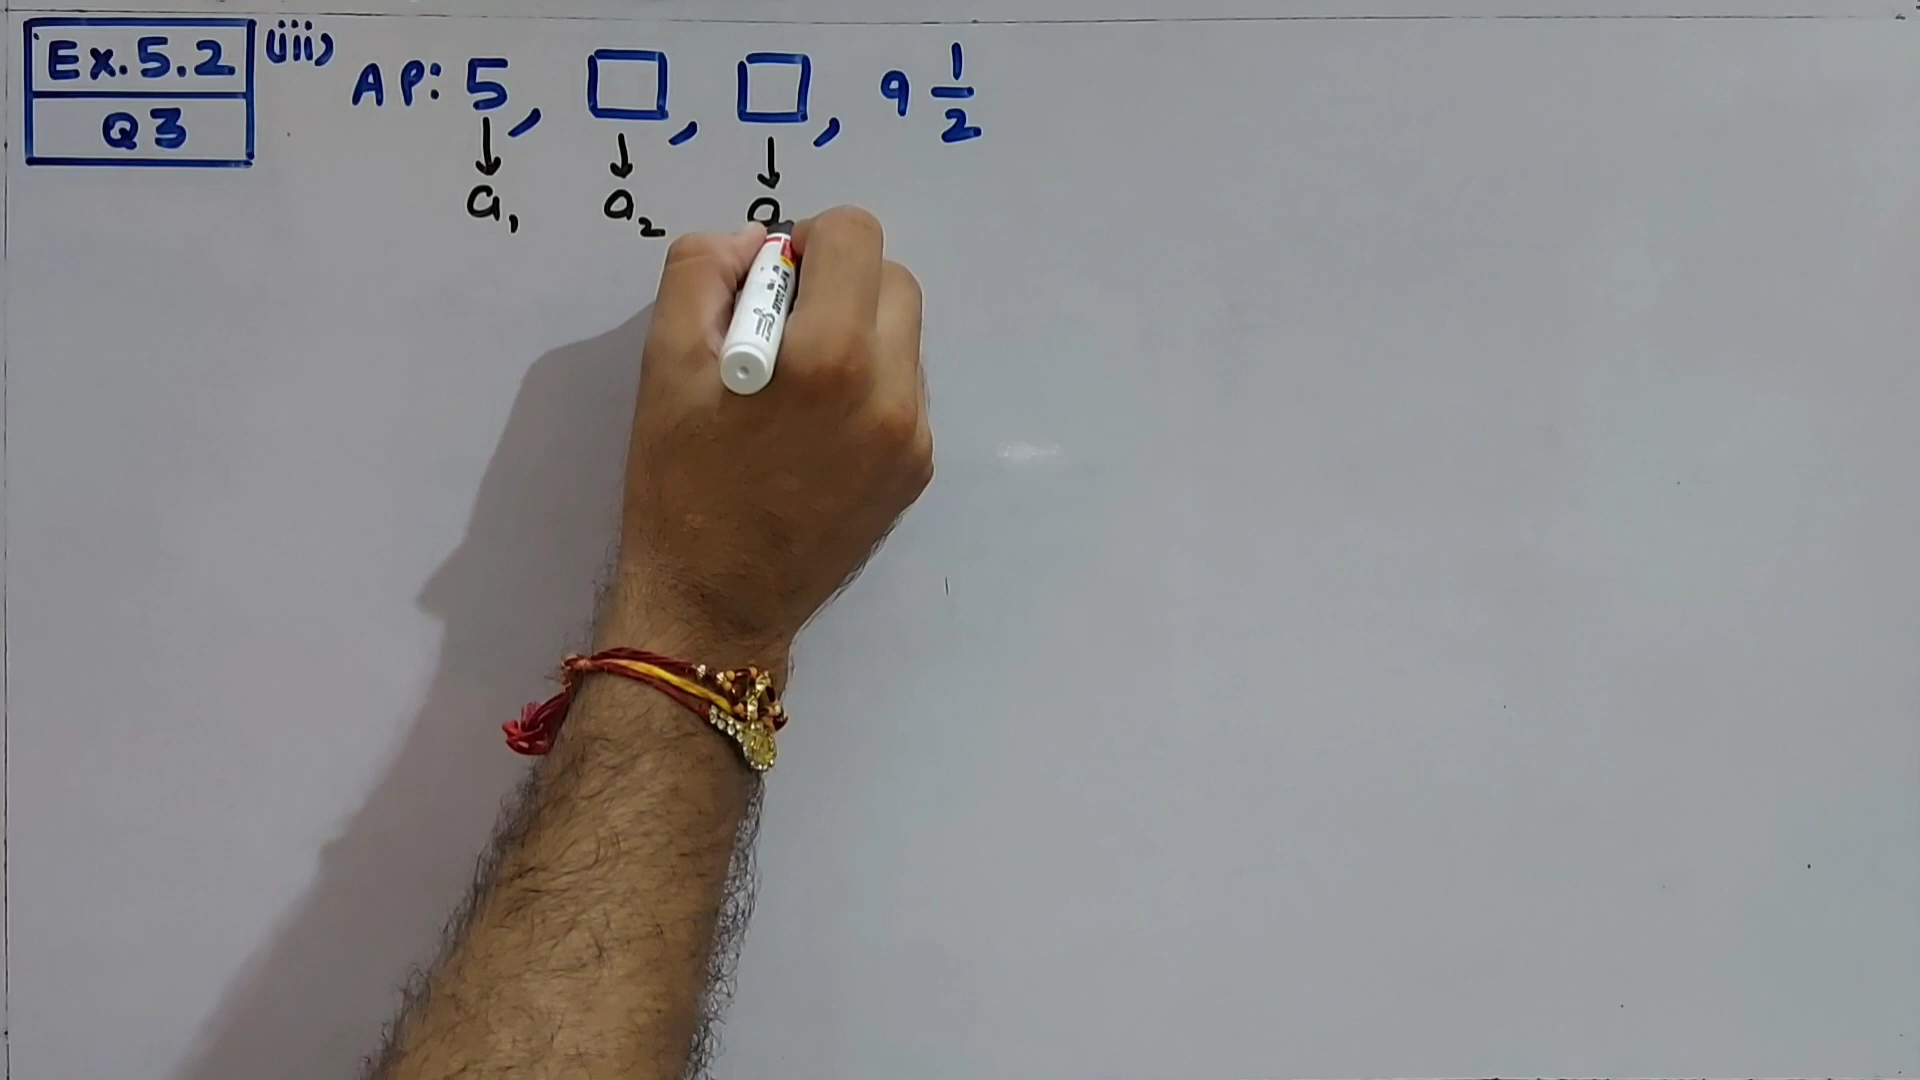 Ex. 5.2
Q3
(iii) AP: 5, □, □, 9 1/2
↓ ↓ ↓
a₁ a₂ a